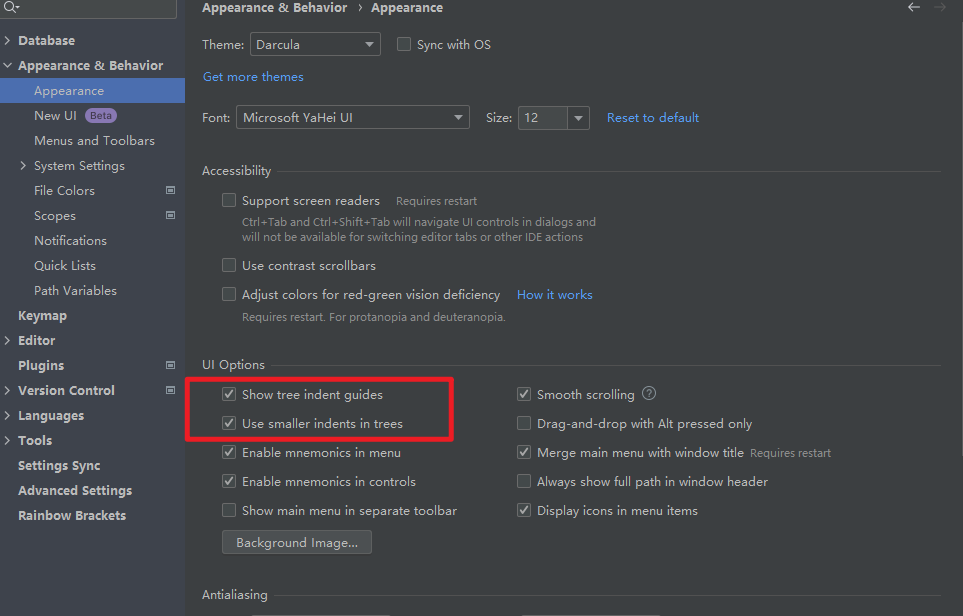 Appearance & Behavior › Appearance
Database
Appearance & Behavior
Appearance
New UI Beta
Menus and Toolbars
System Settings
File Colors
Scopes
Notifications
Quick Lists
Path Variables
Keymap
Editor
Plugins
Version Control
Languages
Tools
Settings Sync
Advanced Settings
Rainbow Brackets
Theme: Darcula Sync with OS
Get more themes
Font: Microsoft YaHei UI Size: 12 Reset to default
Accessibility
Support screen readers Requires restart
Ctrl+Tab and Ctrl+Shift+Tab will navigate UI controls in dialogs and
will not be available for switching editor tabs or other IDE actions
Use contrast scrollbars
Adjust colors for red-green vision deficiency How it works
Requires restart. For protanopia and deuteranopia.
UI Options
Show tree indent guides
Use smaller indents in trees
Enable mnemonics in menu
Enable mnemonics in controls
Show main menu in separate toolbar
Smooth scrolling ?
Drag-and-drop with Alt pressed only
Merge main menu with window title Requires restart
Always show full path in window header
Display icons in menu items
Background Image...
Antialiasing